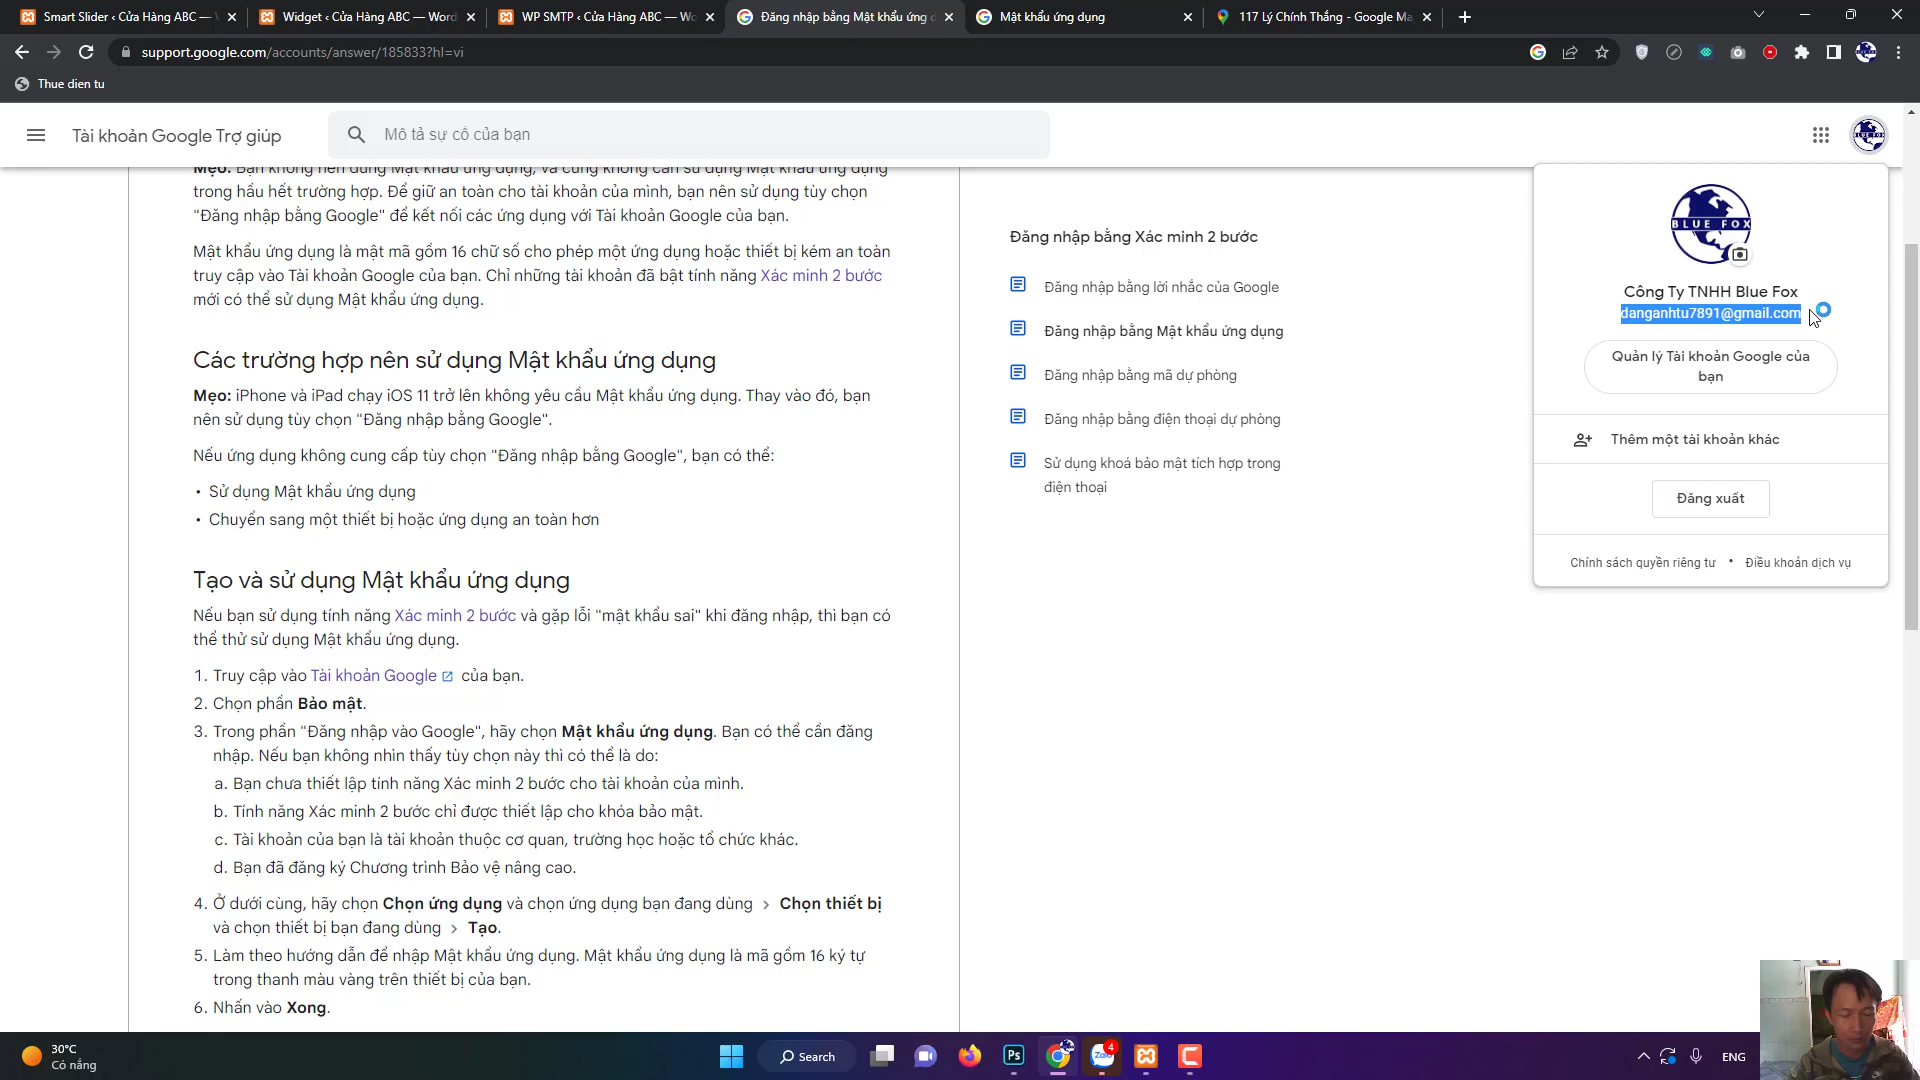 Smart Slider ‹ Cửa Hàng ABC —
Widget ‹ Cửa Hàng ABC — Word
WP SMTP ‹ Cửa Hàng ABC — Wo
Đăng nhập bằng Mật khẩu ứng d
Mật khẩu ứng dụng
117 Lý Chính Thắng - Google Ma
support.google.com/accounts/answer/185833?hl=vi
Thue dien tu
Tài khoản Google Trợ giúp
Mô tả sự cố của bạn
Mẹo: Bạn không nên dùng Mật khẩu ứng dụng, và cũng không cần sử dụng Mật khẩu ứng dụng
trong hầu hết trường hợp. Để giữ an toàn cho tài khoản của mình, bạn nên sử dụng tùy chọn
"Đăng nhập bằng Google" để kết nối các ứng dụng với Tài khoản Google của bạn.
Mật khẩu ứng dụng là mật mã gồm 16 chữ số cho phép một ứng dụng hoặc thiết bị kém an toàn
truy cập vào Tài khoản Google của bạn. Chỉ những tài khoản đã bật tính năng Xác minh 2 bước
mới có thể sử dụng Mật khẩu ứng dụng.
Các trường hợp nên sử dụng Mật khẩu ứng dụng
Mẹo: iPhone và iPad chạy iOS 11 trở lên không yêu cầu Mật khẩu ứng dụng. Thay vào đó, bạn
nên sử dụng tùy chọn "Đăng nhập bằng Google".
Nếu ứng dụng không cung cấp tùy chọn "Đăng nhập bằng Google", bạn có thể:
• Sử dụng Mật khẩu ứng dụng
• Chuyển sang một thiết bị hoặc ứng dụng an toàn hơn
Tạo và sử dụng Mật khẩu ứng dụng
Nếu bạn sử dụng tính năng Xác minh 2 bước và gặp lỗi "mật khẩu sai" khi đăng nhập, thì bạn có
thể thử sử dụng Mật khẩu ứng dụng.
1. Truy cập vào Tài khoản Google của bạn.
2. Chọn phần Bảo mật.
3. Trong phần "Đăng nhập vào Google", hãy chọn Mật khẩu ứng dụng. Bạn có thể cần đăng
nhập. Nếu bạn không nhìn thấy tùy chọn này thì có thể là do:
a. Bạn chưa thiết lập tính năng Xác minh 2 bước cho tài khoản của mình.
b. Tính năng Xác minh 2 bước chỉ được thiết lập cho khóa bảo mật.
c. Tài khoản của bạn là tài khoản thuộc cơ quan, trường học hoặc tổ chức khác.
d. Bạn đã đăng ký Chương trình Bảo vệ nâng cao.
4. Ở dưới cùng, hãy chọn Chọn ứng dụng và chọn ứng dụng bạn đang dùng > Chọn thiết bị
và chọn thiết bị bạn đang dùng > Tạo.
5. Làm theo hướng dẫn để nhập Mật khẩu ứng dụng. Mật khẩu ứng dụng là mã gồm 16 ký tự
trong thanh màu vàng trên thiết bị của bạn.
6. Nhấn vào Xong.
Đăng nhập bằng Xác minh 2 bước
Đăng nhập bằng lời nhắc của Google
Đăng nhập bằng Mật khẩu ứng dụng
Đăng nhập bằng mã dự phòng
Đăng nhập bằng điện thoại dự phòng
Sử dụng khoá bảo mật tích hợp trong
điện thoại
BLUE FOX
Công Ty TNHH Blue Fox
danganhtu7891@gmail.com
Quản lý Tài khoản Google của
bạn
Thêm một tài khoản khác
Đăng xuất
Chính sách quyền riêng tư • Điều khoản dịch vụ
30°C
Có nắng
Search
Ps
Zalo
4
ENG